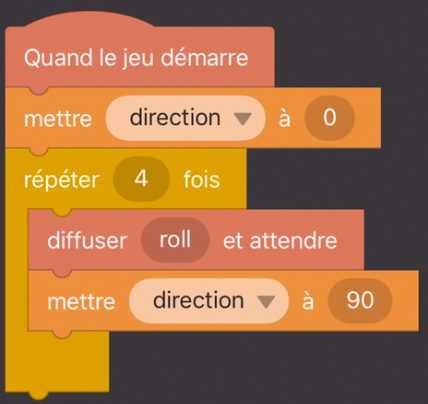 Quand le jeu démarre
mettre direction à 0
répéter 4 fois
diffuser roll et attendre
mettre direction à 90